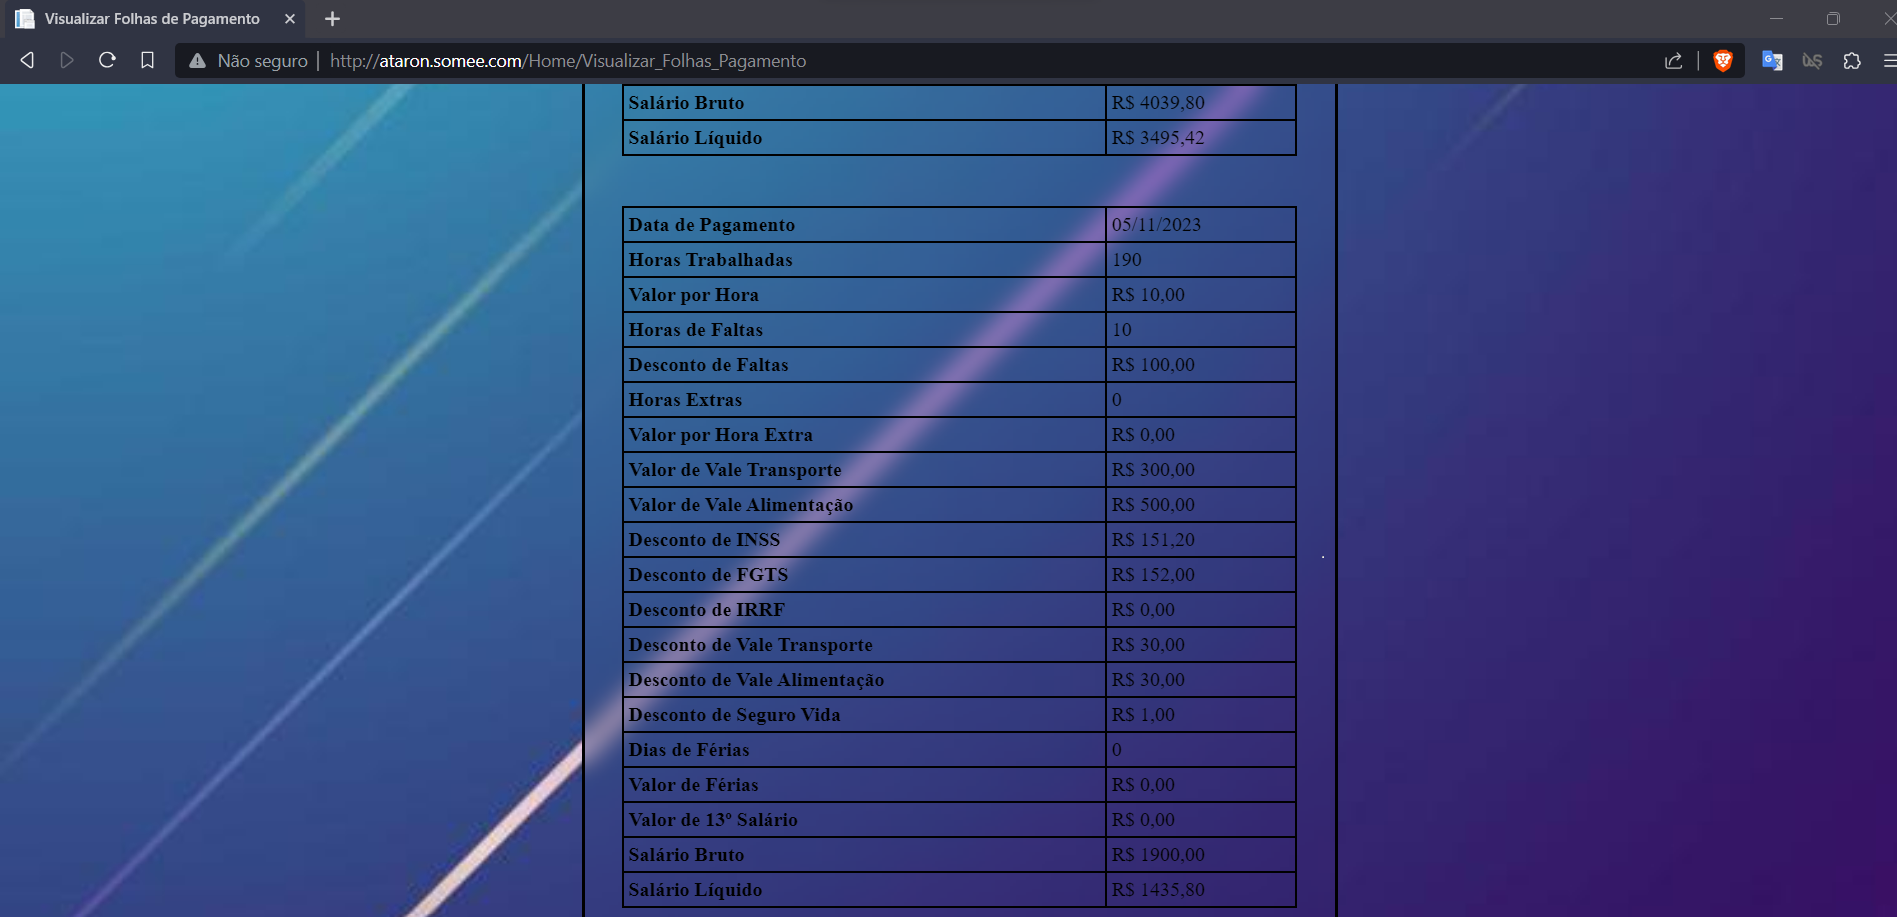 Visualizar Folhas de Pagamento
Não seguro http://ataron.somee.com/Home/Visualizar_Folhas_Pagamento
Salário Bruto R$ 4039,80
Salário Líquido R$ 3495,42
Data de Pagamento 05/11/2023
Horas Trabalhadas 190
Valor por Hora R$ 10,00
Horas de Faltas 10
Desconto de Faltas R$ 100,00
Horas Extras 0
Valor por Hora Extra R$ 0,00
Valor de Vale Transporte R$ 300,00
Valor de Vale Alimentação R$ 500,00
Desconto de INSS R$ 151,20
Desconto de FGTS R$ 152,00
Desconto de IRRF R$ 0,00
Desconto de Vale Transporte R$ 30,00
Desconto de Vale Alimentação R$ 30,00
Desconto de Seguro Vida R$ 1,00
Dias de Férias 0
Valor de Férias R$ 0,00
Valor de 13º Salário R$ 0,00
Salário Bruto R$ 1900,00
Salário Líquido R$ 1435,80